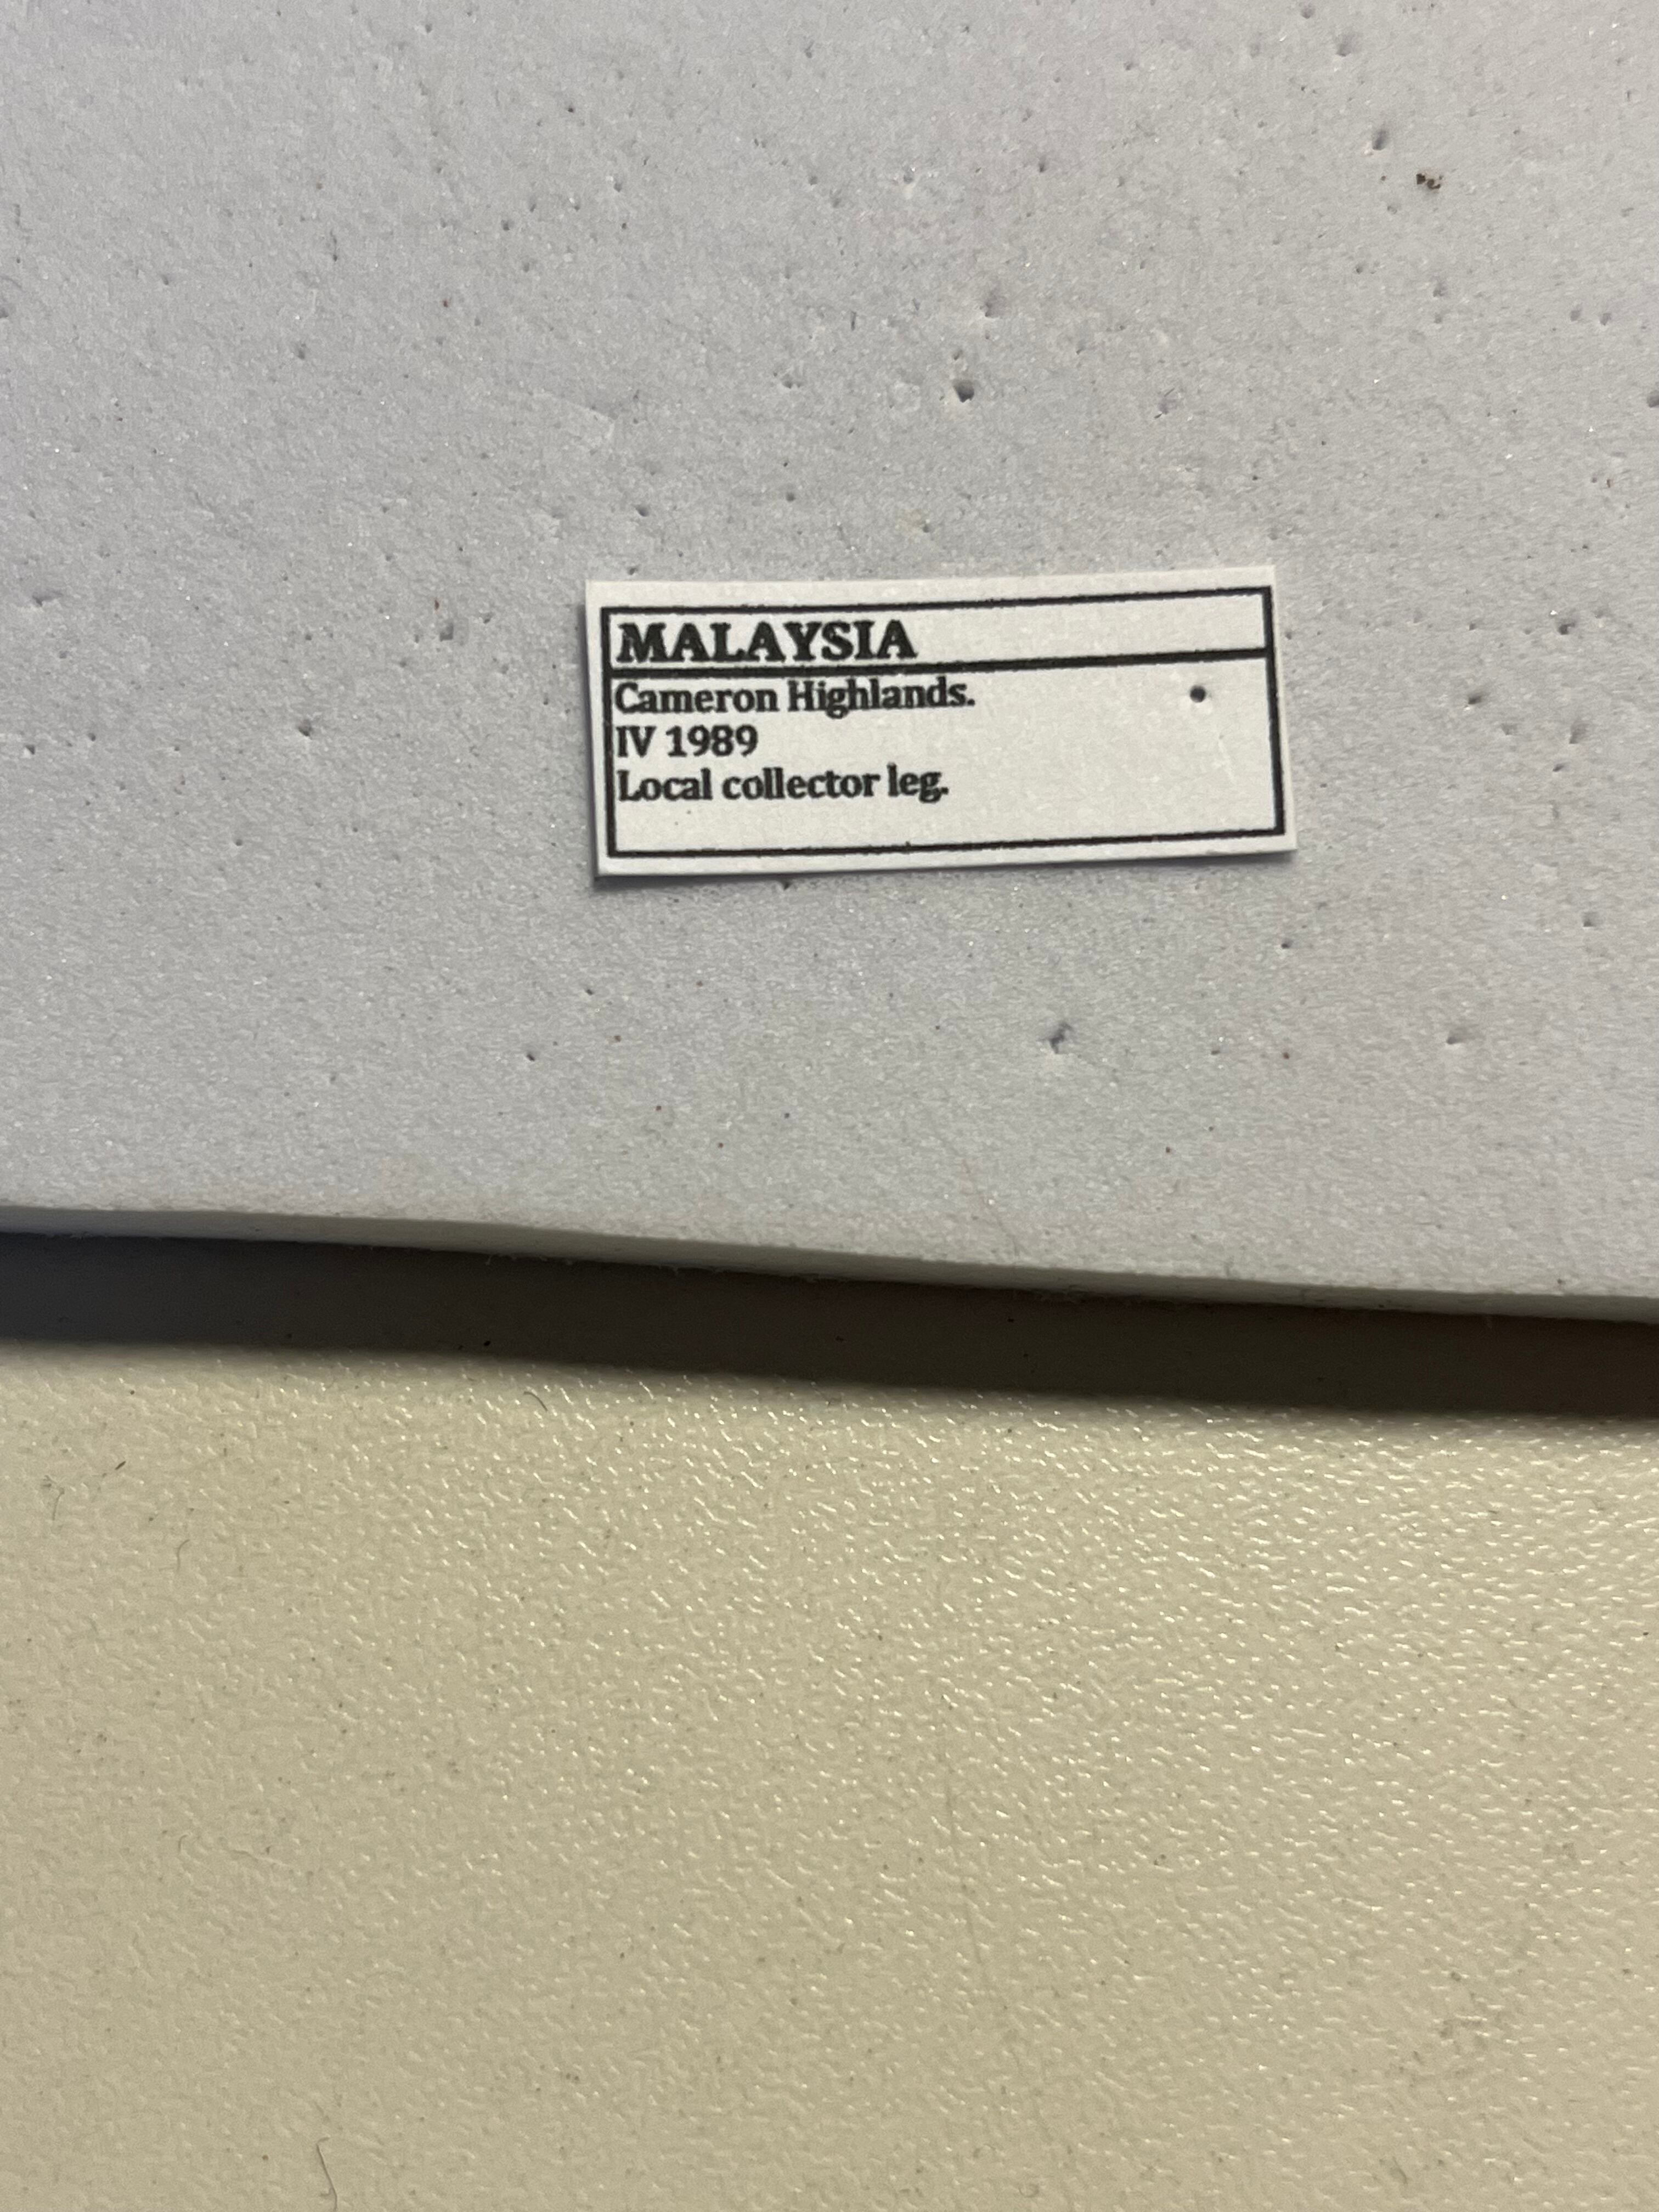 MALAYSIA
Cameron Highlands.
IV 1989
Local collector leg.